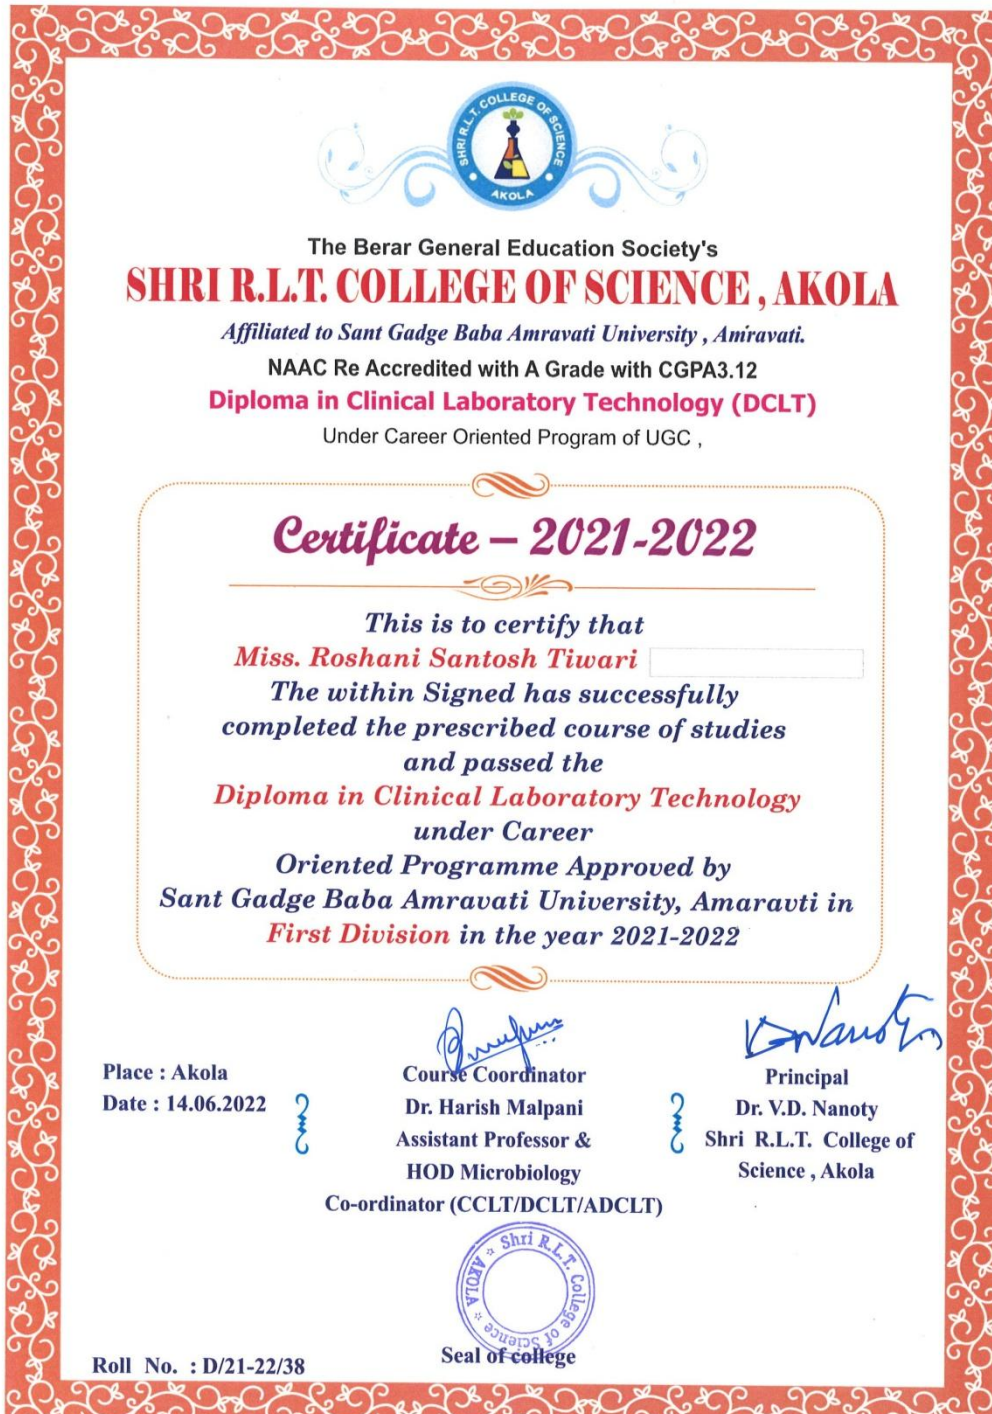 SHRI R.L.T. COLLEGE OF SCIENCE
AKOLA
The Berar General Education Society's
SHRI R.L.T. COLLEGE OF SCIENCE , AKOLA
Affiliated to Sant Gadge Baba Amravati University , Amravati.
NAAC Re Accredited with A Grade with CGPA3.12
Diploma in Clinical Laboratory Technology (DCLT)
Under Career Oriented Program of UGC ,
Certificate – 2021-2022
This is to certify that
Miss. Roshani Santosh Tiwari
The within Signed has successfully
completed the prescribed course of studies
and passed the
Diploma in Clinical Laboratory Technology
under Career
Oriented Programme Approved by
Sant Gadge Baba Amravati University, Amaravti in
First Division in the year 2021-2022
Place : Akola
Date : 14.06.2022
Course Coordinator
Dr. Harish Malpani
Assistant Professor &
HOD Microbiology
Co-ordinator (CCLT/DCLT/ADCLT)
Principal
Dr. V.D. Nanoty
Shri R.L.T. College of
Science , Akola
Shri R.L.T. College of Science
AKOLA
Seal of college
Roll No. : D/21-22/38